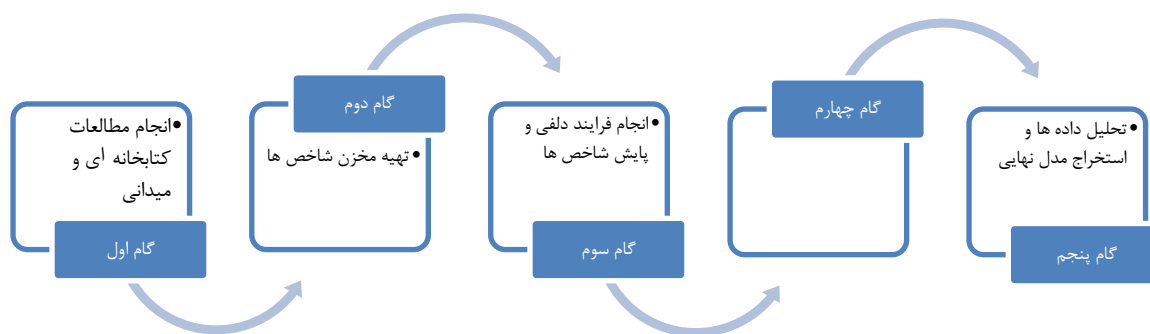 •انجام مطالعات
کتابخانه ای و
میدانی
گام اول
گام دوم
•تهیه مخزن شاخص ها
•انجام فرایند دلفی و
پایش شاخص ها
گام سوم
گام چهارم
•تحلیل داده ها و
استخراج مدل نهایی
گام پنجم